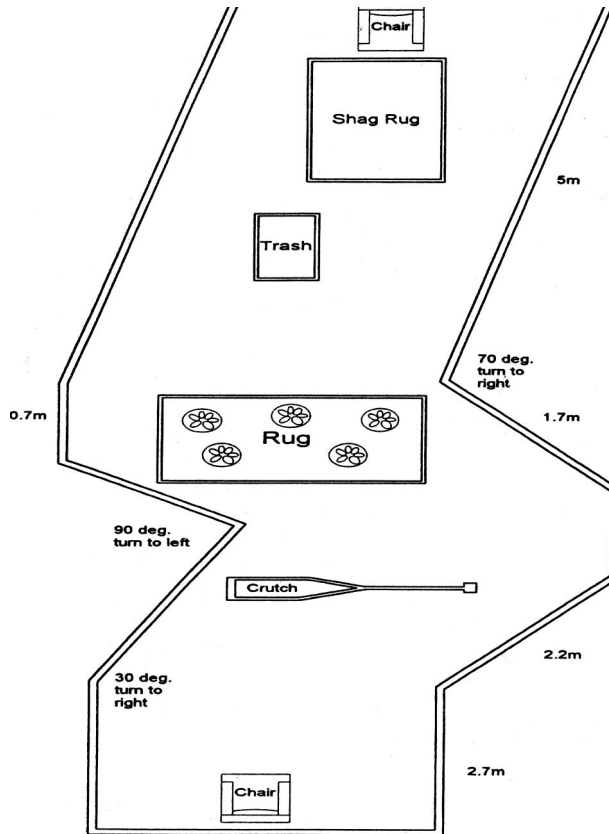 Chair
Shag Rug
5m
Trash
70 deg.
turn to
right
0.7m
1.7m
Rug
90 deg.
turn to left
Crutch
2.2m
30 deg.
turn to
right
Chair
2.7m